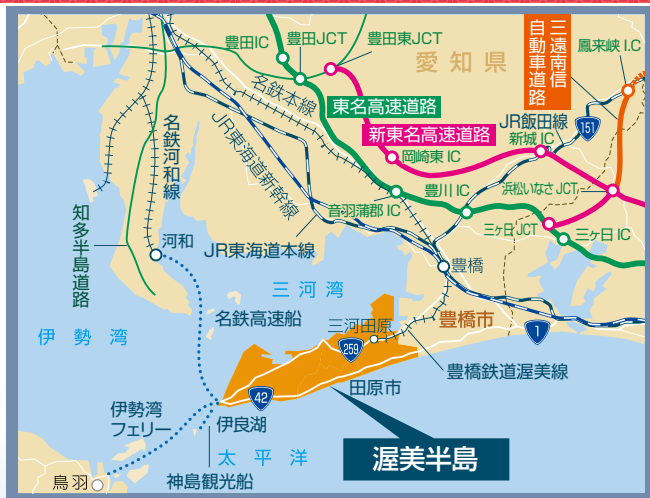 豊田IC
豊田JCT
豊田東JCT
愛知県
三遠南信
自動車道路
鳳来峡 I.C
名鉄本線
東名高速道路
新東名高速道路
JR飯田線
151
新城 IC
岡崎東 IC
名鉄河和線
JR東海道新幹線
豊川 IC
浜松いなさ JCT
音羽蒲郡 IC
三ヶ日 JCT
三ヶ日 IC
知多半島道路
河和
JR東海道本線
豊橋
三河湾
伊勢湾
名鉄高速船
三河田原
豊橋市
1
259
豊橋鉄道渥美線
42
田原市
伊勢湾
フェリー
伊良湖
太平洋
渥美半島
鳥羽
神島観光船